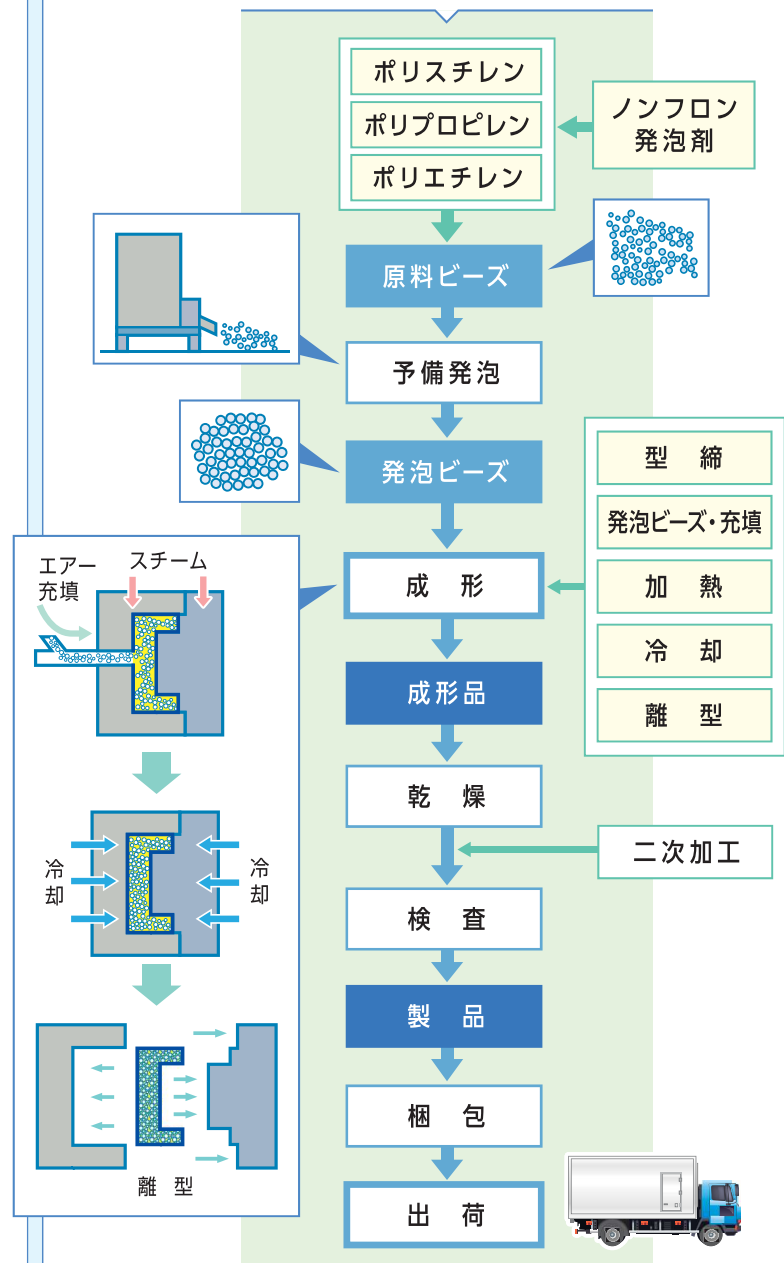 ポリスチレン
ポリプロピレン
ポリエチレン
ノンフロン
発泡剤
原料ビーズ
予備発泡
発泡ビーズ
成　形
型　締
発泡ビーズ・充填
加　熱
冷　却
離　型
エアー
充填
スチーム
冷
却
冷
却
離　型
成形品
乾　燥
二次加工
検　査
製　品
梱　包
出　荷